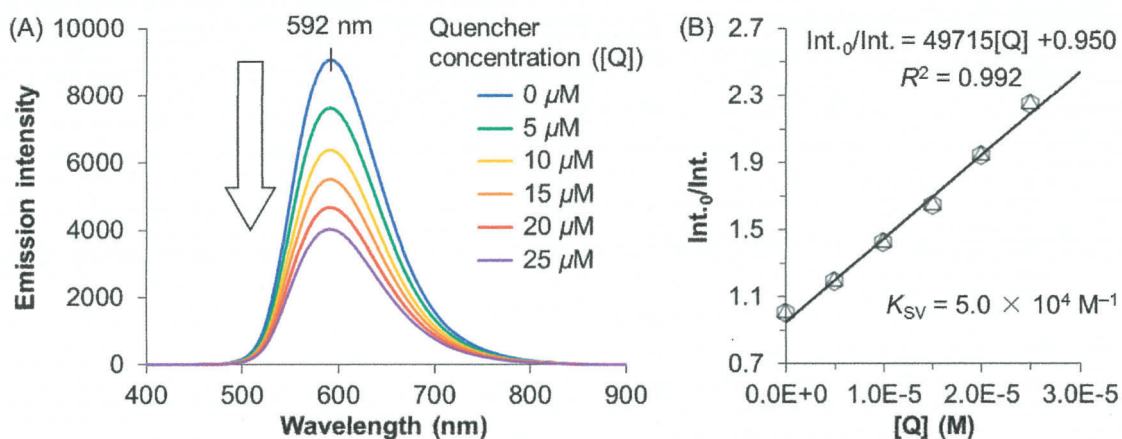 (A)
592 nm
Quencher
concentration ([Q])
0 µM
5 µM
10 µM
15 µM
20 µM
25 µM
Emission intensity
10000
8000
6000
4000
2000
0
400 500 600 700 800 900
Wavelength (nm)
(B)
Int.₀/Int. = 49715[Q] +0.950
R² = 0.992
K_SV = 5.0 × 10⁴ M⁻¹
Int.₀/Int.
2.7
2.3
1.9
1.5
1.1
0.7
0.0E+0 1.0E-5 2.0E-5 3.0E-5
[Q] (M)